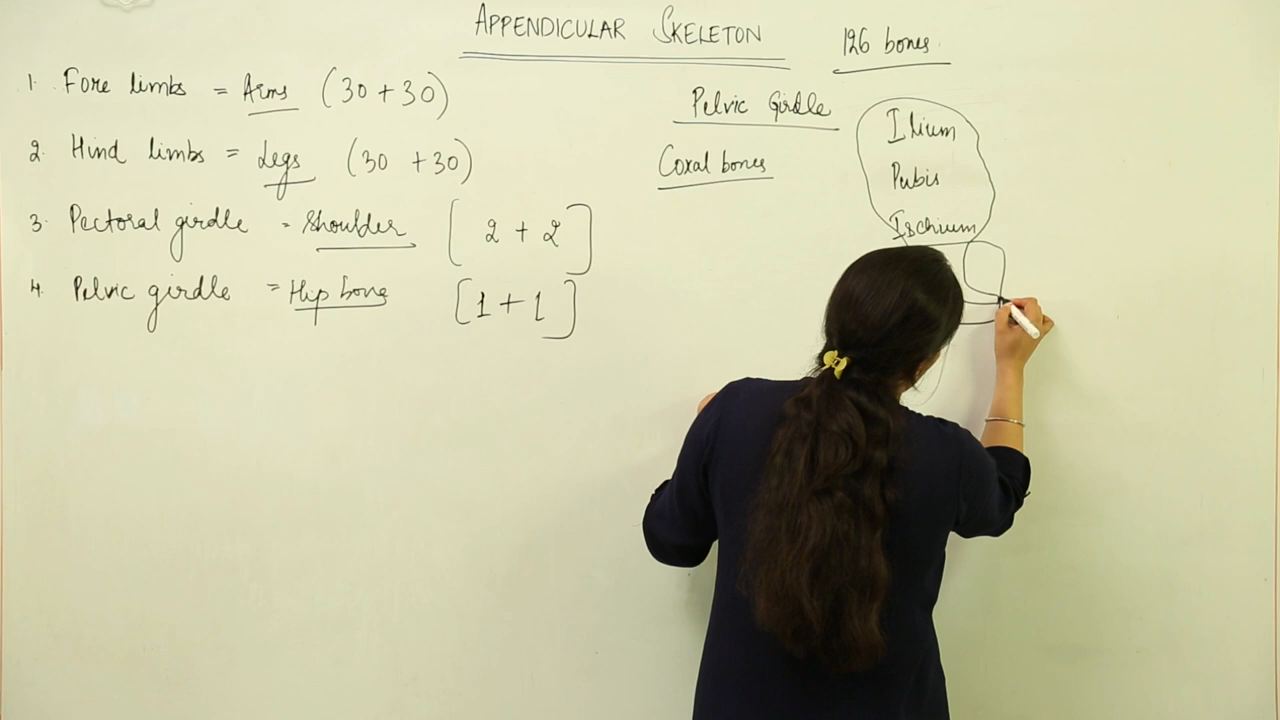 APPENDICULAR SKELETON
126 bones.
1. Fore limbs = Arms (30 + 30)
2. Hind limbs = Legs (30 + 30)
3. Pectoral girdle = Shoulder [2 + 2]
4. Pelvic girdle = Hip bone [1 + 1]
Pelvic Girdle
Coxal bones
Ilium
Pubis
Ischium